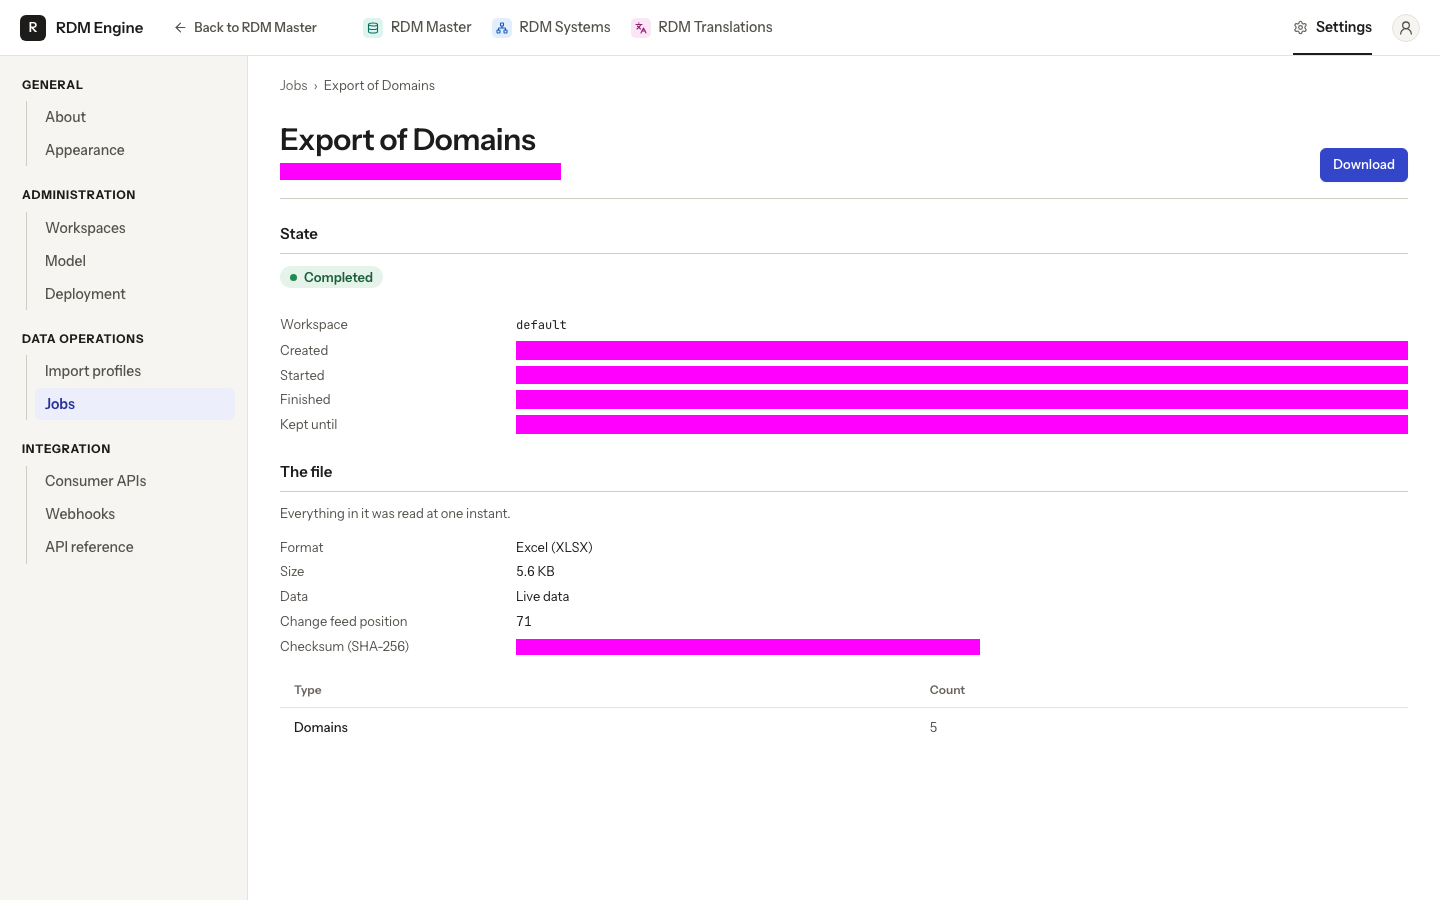 R RDM Engine
Back to RDM Master
RDM Master
RDM Systems
RDM Translations
Settings
GENERAL
About
Appearance
ADMINISTRATION
Workspaces
Model
Deployment
DATA OPERATIONS
Import profiles
Jobs
INTEGRATION
Consumer APIs
Webhooks
API reference
Jobs › Export of Domains
Export of Domains
Download
State
Completed
Workspace default
Created
Started
Finished
Kept until
The file
Everything in it was read at one instant.
Format Excel (XLSX)
Size 5.6 KB
Data Live data
Change feed position 71
Checksum (SHA-256)
Type Count
Domains 5